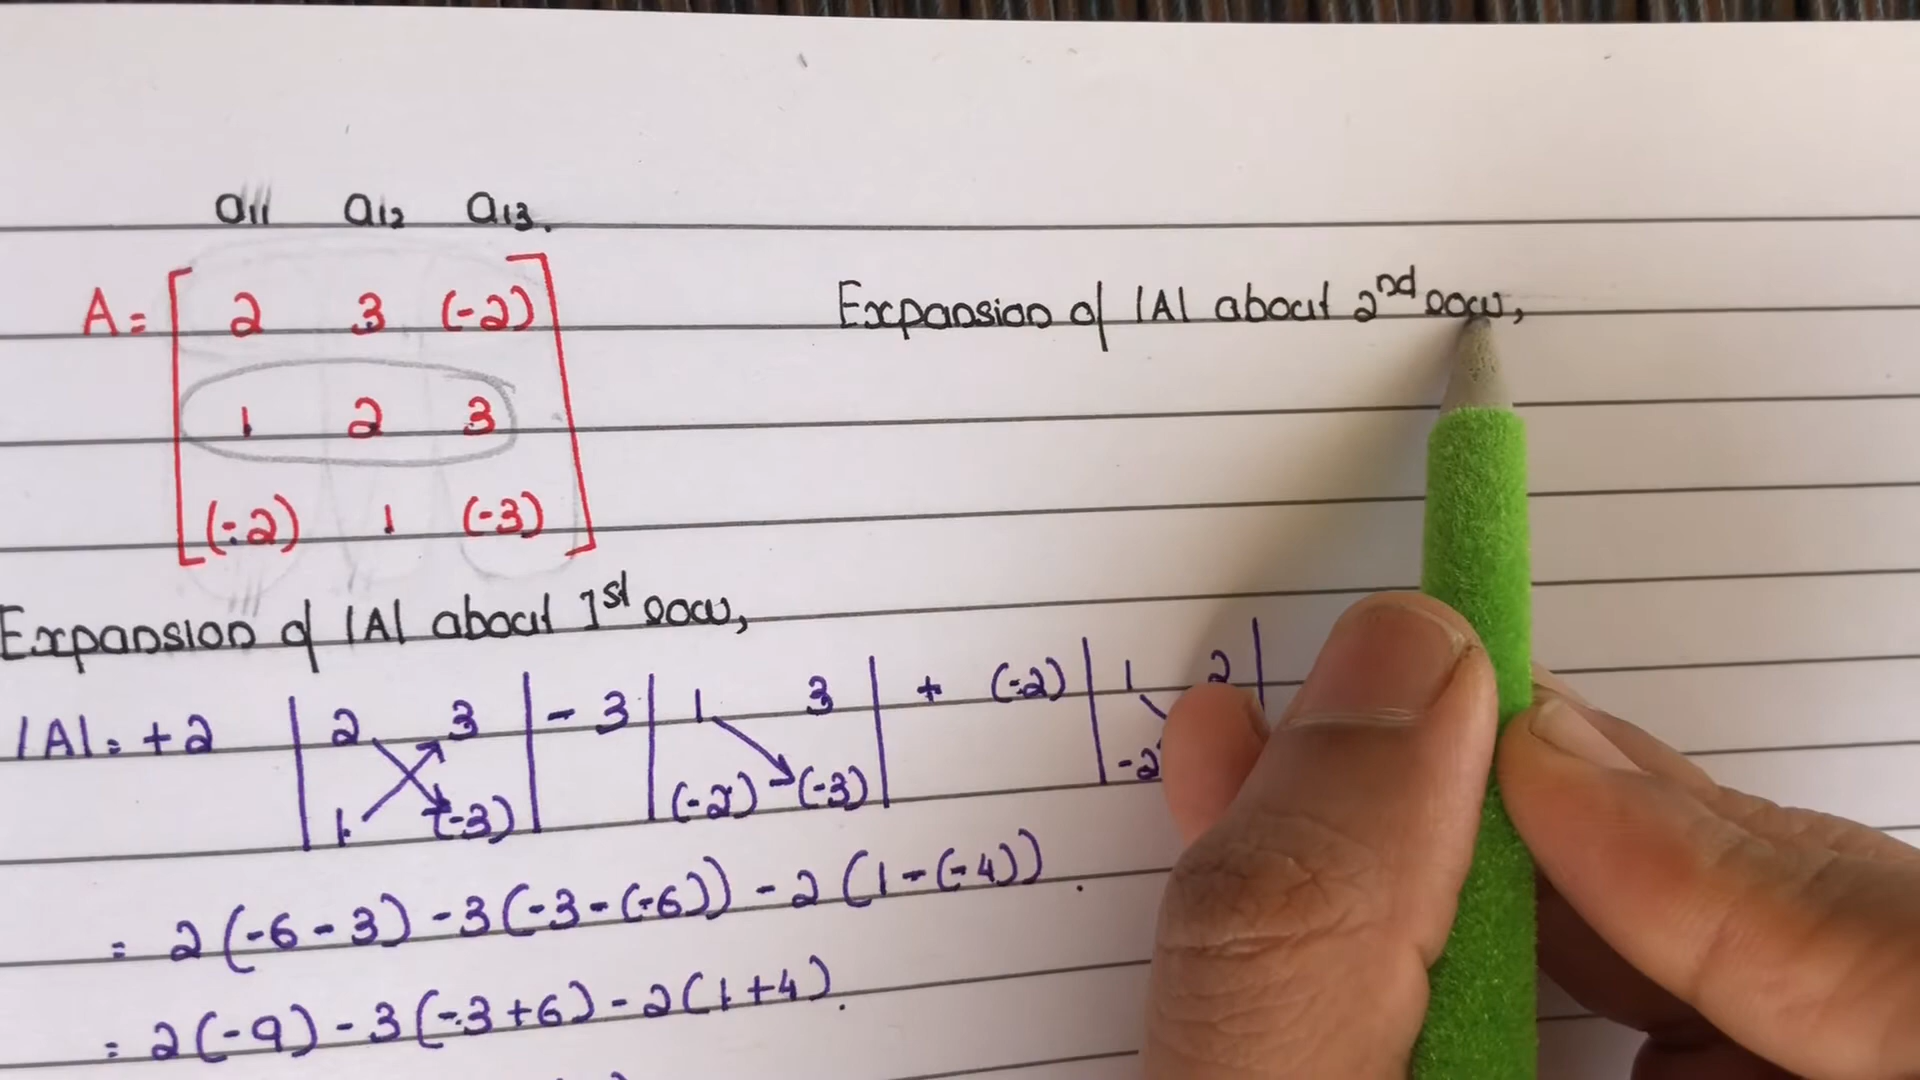 a11 a12 a13.
A = [ 2 3 (-2)
1 2 3
(-2) 1 (-3) ]
Expansion of |A| about 1st row,
|A| = +2 | 2 3 | - 3 | 1 3 | + (-2) | 1 2 |
| 1 (-3) | | (-2) (-3) | | -2
= 2(-6-3) -3(-3-(-6)) -2(1-(-4)).
= 2(-9) -3(-3+6) -2(1+4).
Expansion of |A| about 2nd row,